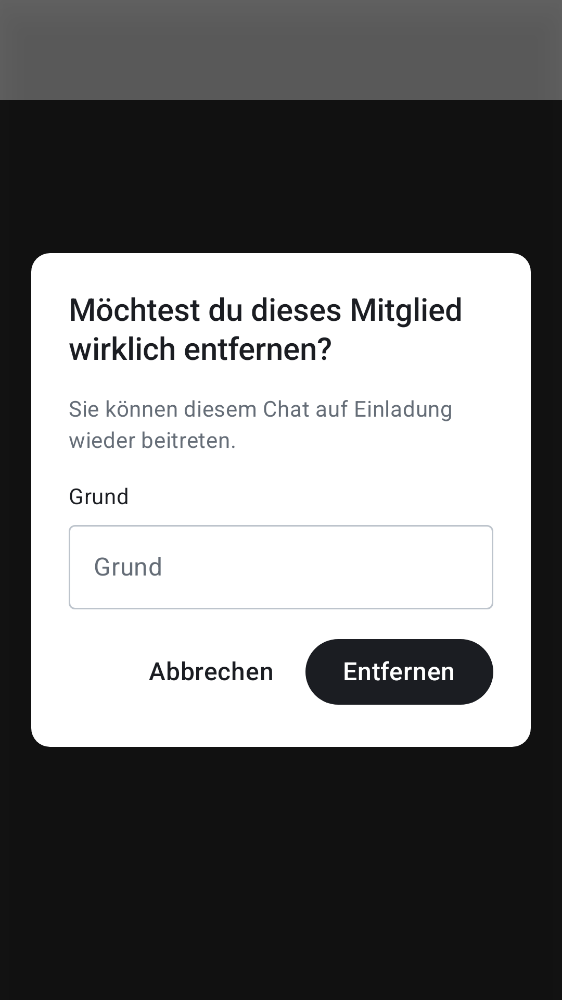 Möchtest du dieses Mitglied
wirklich entfernen?
Sie können diesem Chat auf Einladung
wieder beitreten.
Grund
Grund
Abbrechen
Entfernen